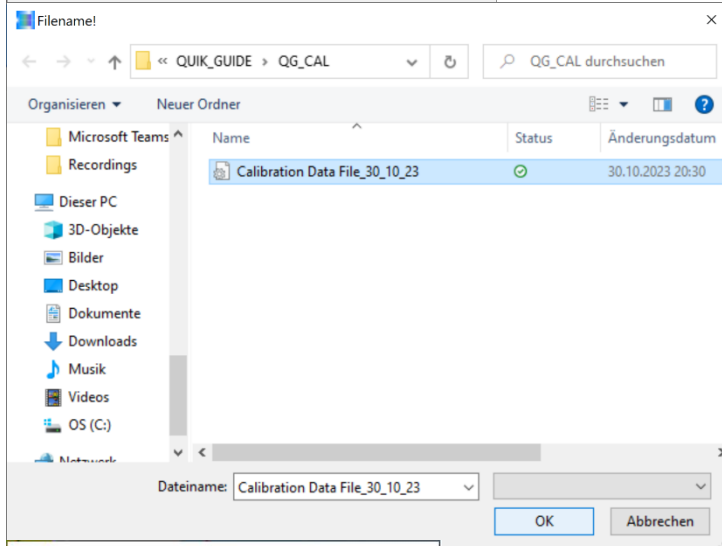 Filename!
« QUIK_GUIDE › QG_CAL
QG_CAL durchsuchen
Organisieren
Neuer Ordner
Microsoft Teams
Recordings
Dieser PC
3D-Objekte
Bilder
Desktop
Dokumente
Downloads
Musik
Videos
OS (C:)
Netzwerk
Name Status Änderungsdatum
Calibration Data File_30_10_23 30.10.2023 20:30
Dateiname: Calibration Data File_30_10_23
OK Abbrechen